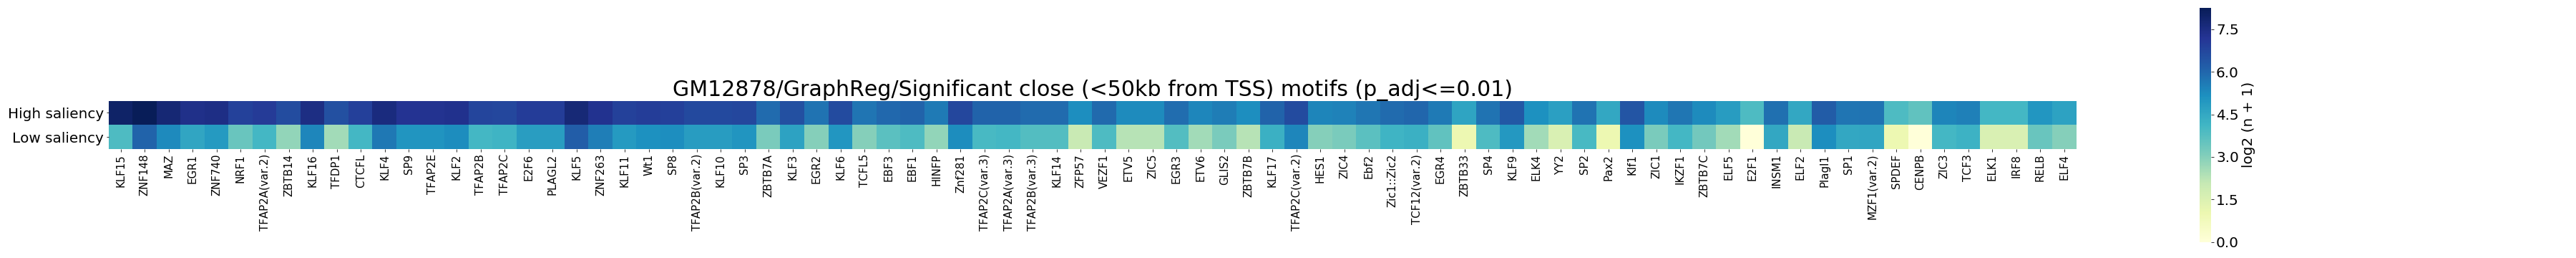 GM12878/GraphReg/Significant close (<50kb from TSS) motifs (p_adj<=0.01)
High saliency
Low saliency
KLF15 ZNF148 MAZ EGR1 ZNF740 NRF1 TFAP2A(var.2) ZBTB14 KLF16 TFDP1 CTCFL KLF4 SP9 TFAP2E KLF2 TFAP2B TFAP2C E2F6 PLAGL2 KLF5 ZNF263 KLF11 Wt1 SP8 TFAP2B(var.2) KLF10 SP3 ZBTB7A KLF3 EGR2 KLF6 TCFL5 EBF3 EBF1 HINFP Znf281 TFAP2C(var.3) TFAP2A(var.3) TFAP2B(var.3) KLF14 ZFP57 VEZF1 ETV5 ZIC5 EGR3 ETV6 GLIS2 ZBTB7B KLF17 TFAP2C(var.2) HES1 ZIC4 Ebf2 Zic1::Zic2 TCF12(var.2) EGR4 ZBTB33 SP4 KLF9 ELK4 YY2 SP2 Pax2 Klf1 ZIC1 IKZF1 ZBTB7C ELF5 E2F1 INSM1 ELF2 Plagl1 SP1 MZF1(var.2) SPDEF CENPB ZIC3 TCF3 ELK1 IRF8 RELB ELF4
7.5
6.0
4.5
3.0
1.5
0.0
log2 (n + 1)